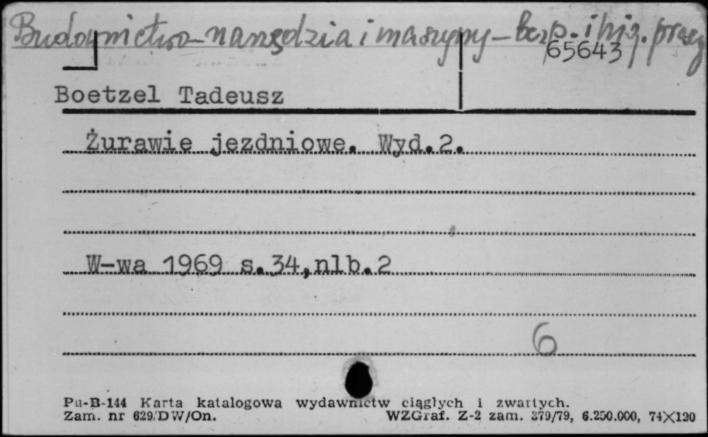 Budownictwo - narzędzia i maszyny - bezp. i hig. pracy
65643
Boetzel Tadeusz
Żurawie jezdniowe. Wyd.2.
W-wa 1969 s.34,nlb.2
6
Pu-B-144 Karta katalogowa wydawnictw ciągłych i zwartych.
Zam. nr 629/DW/On. WZGraf. Z-2 zam. 379/79, 6.250.000, 74×120